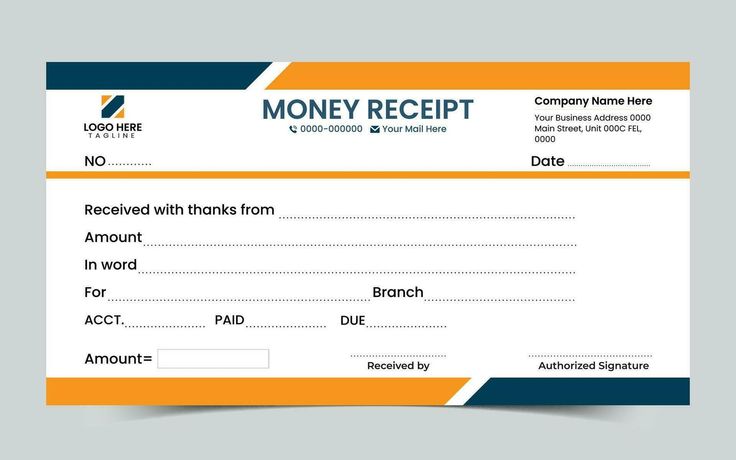 LOGO HERE
TAGLINE
MONEY RECEIPT
0000-000000 Your Mail Here
Company Name Here
Your Business Address 0000
Main Street, Unit 000C FEL,
0000
NO............ Date ........................
Received with thanks from ........................
Amount........................
In word........................
For........................Branch........................
ACCT......................... PAID........................ DUE........................
Amount=
Received by
Authorized Signature